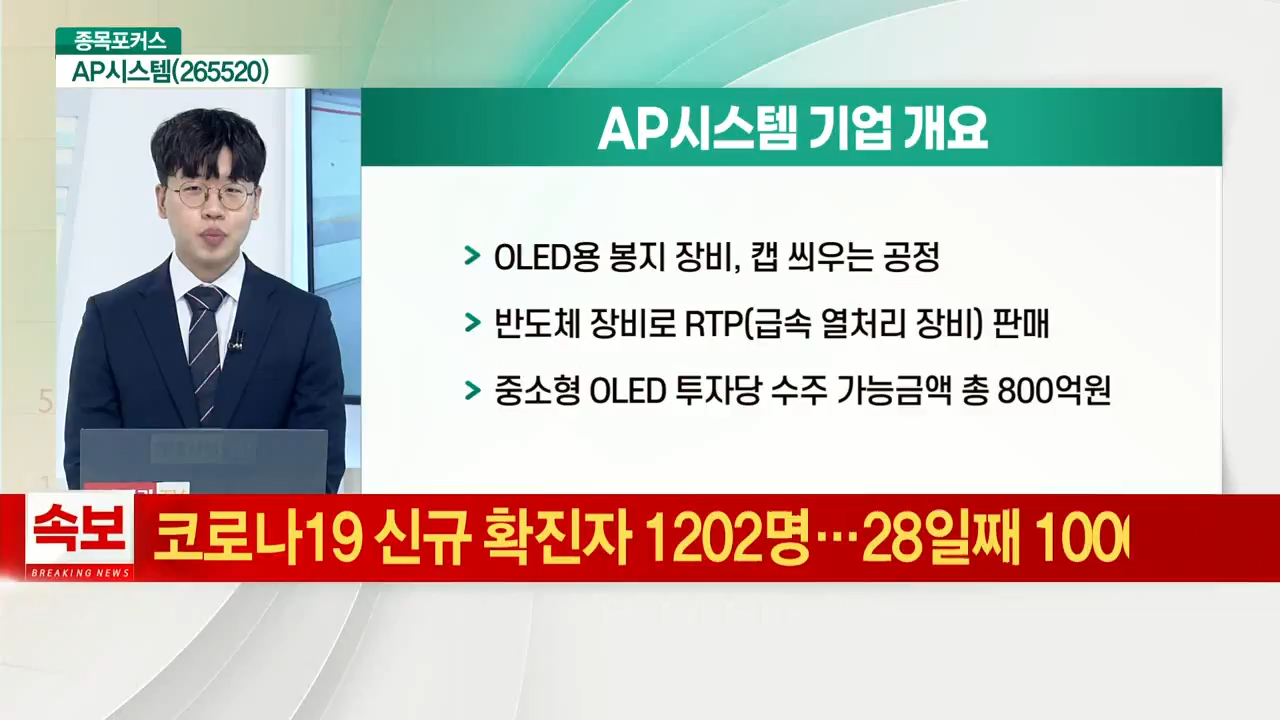 종목포커스
AP시스템(265520)
AP시스템 기업 개요
> OLED용 봉지 장비, 캡 씌우는 공정
> 반도체 장비로 RTP(급속 열처리 장비) 판매
> 중소형 OLED 투자당 수주 가능금액 총 800억원
속보
BREAKING NEWS
코로나19 신규 확진자 1202명…28일째 100